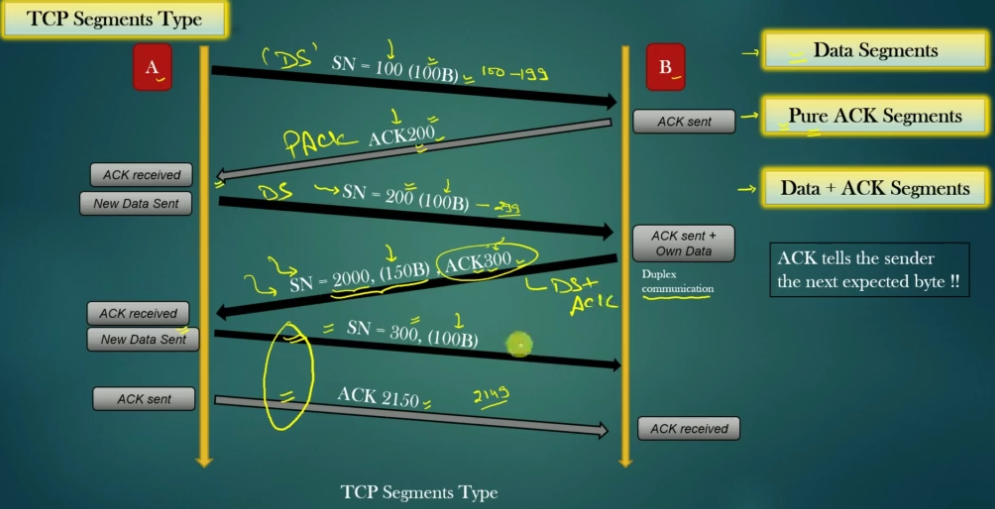 TCP Segments Type
A
B
Data Segments
Pure ACK Segments
Data + ACK Segments
ACK tells the sender
the next expected byte !!
'DS' SN = 100 (100B) 100-199
ACK sent
PAck ACK200
ACK received
New Data Sent
DS SN = 200 (100B) - 299
ACK sent +
Own Data
Duplex
communication
SN = 2000, (150B), ACK300
DS+
ACK
ACK received
New Data Sent
SN = 300, (100B)
ACK sent
ACK 2150 2149
ACK received
TCP Segments Type